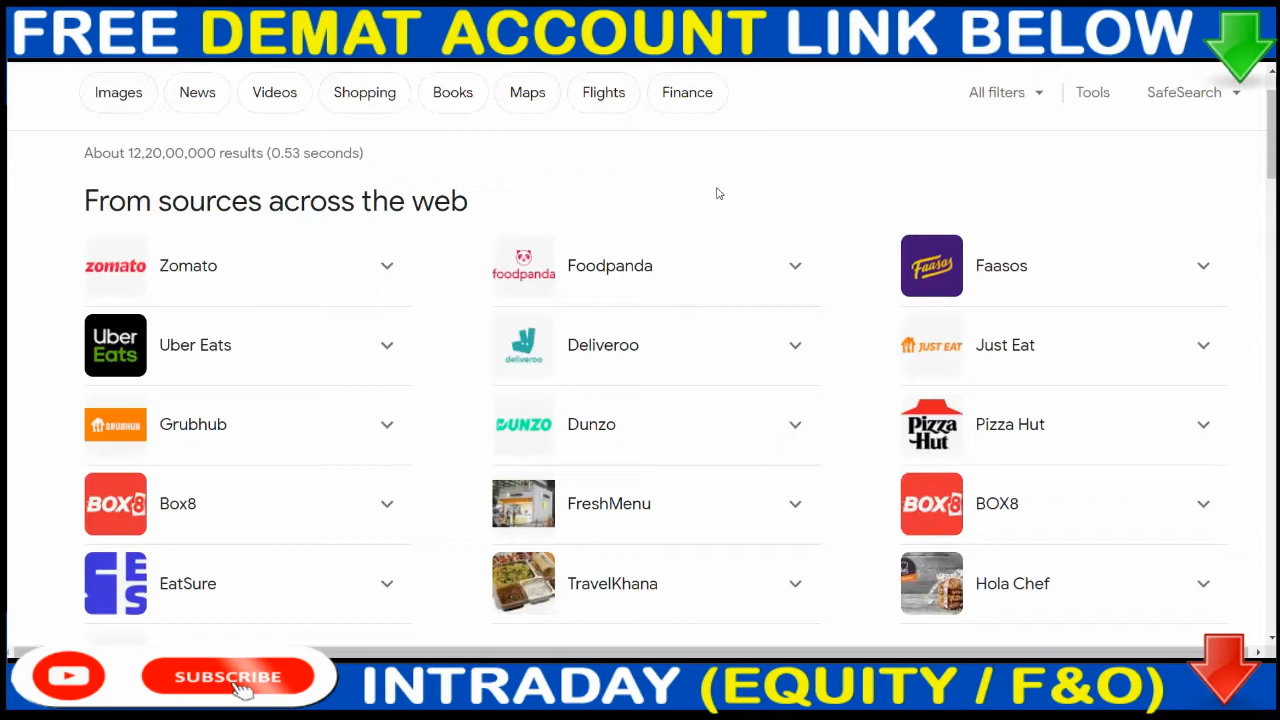 FREE DEMAT ACCOUNT LINK BELOW
Images News Videos Shopping Books Maps Flights Finance All filters Tools SafeSearch
About 12,20,00,000 results (0.53 seconds)
From sources across the web
zomato Zomato foodpanda Foodpanda Faasos Faasos
Uber Eats Uber Eats deliveroo Deliveroo JUST EAT Just Eat
GRUBHUB Grubhub DUNZO Dunzo Pizza Hut Pizza Hut
BOX8 Box8 FreshMenu BOX8 BOX8
ES EatSure TravelKhana Hola Chef
SUBSCRIBE INTRADAY (EQUITY / F&O)